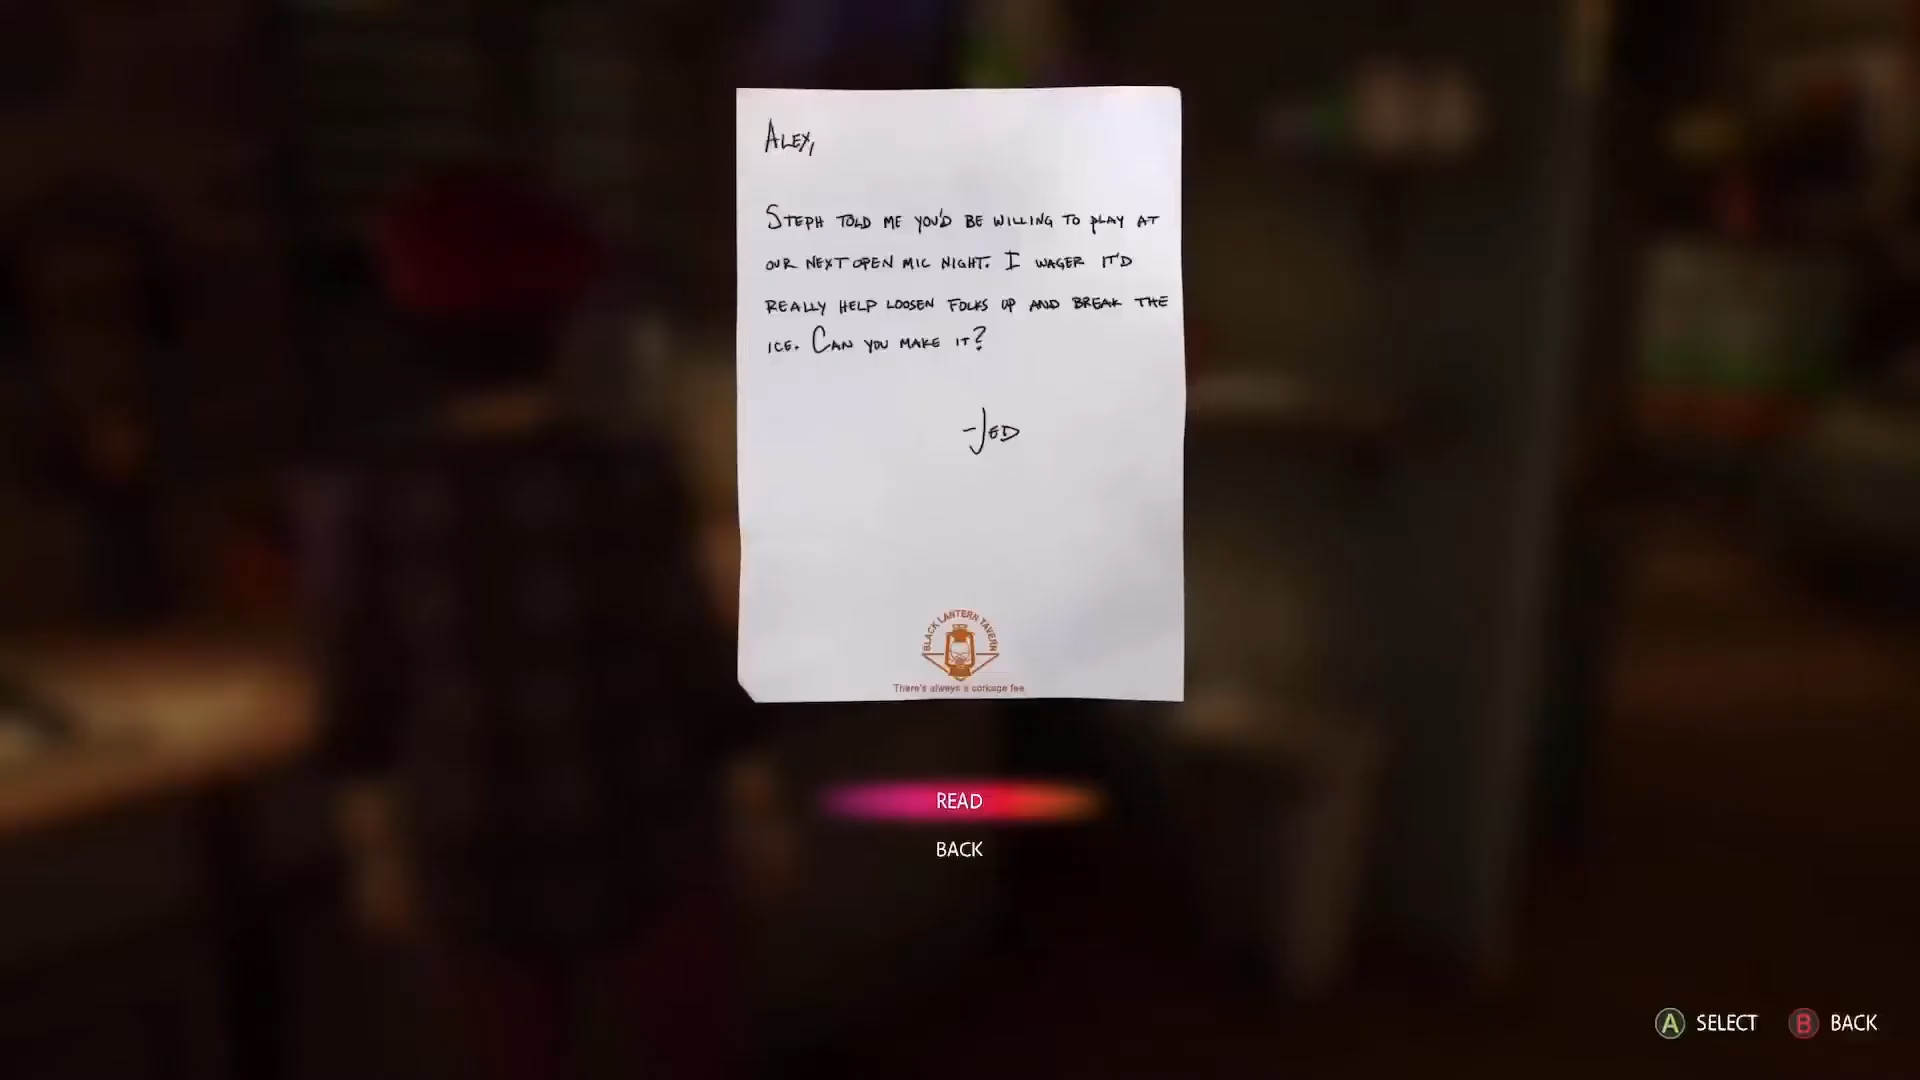 ALEX,
STEPH TOLD ME YOU'D BE WILLING TO PLAY AT
OUR NEXT OPEN MIC NIGHT. I WAGER IT'D
REALLY HELP LOOSEN FOLKS UP AND BREAK THE
ICE. CAN YOU MAKE IT?
-JED
BLACK LANTERN TAVERN
There's always a corkage fee
READ
BACK
A SELECT B BACK